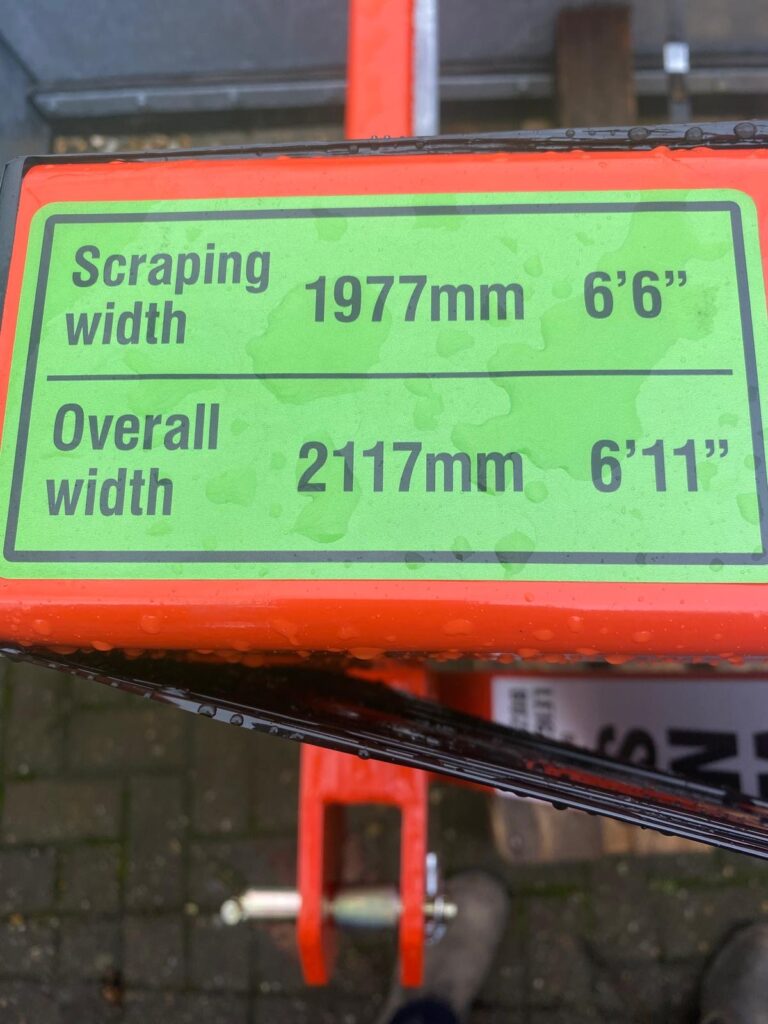 Scraping
width 1977mm 6’6”
Overall
width 2117mm 6’11”